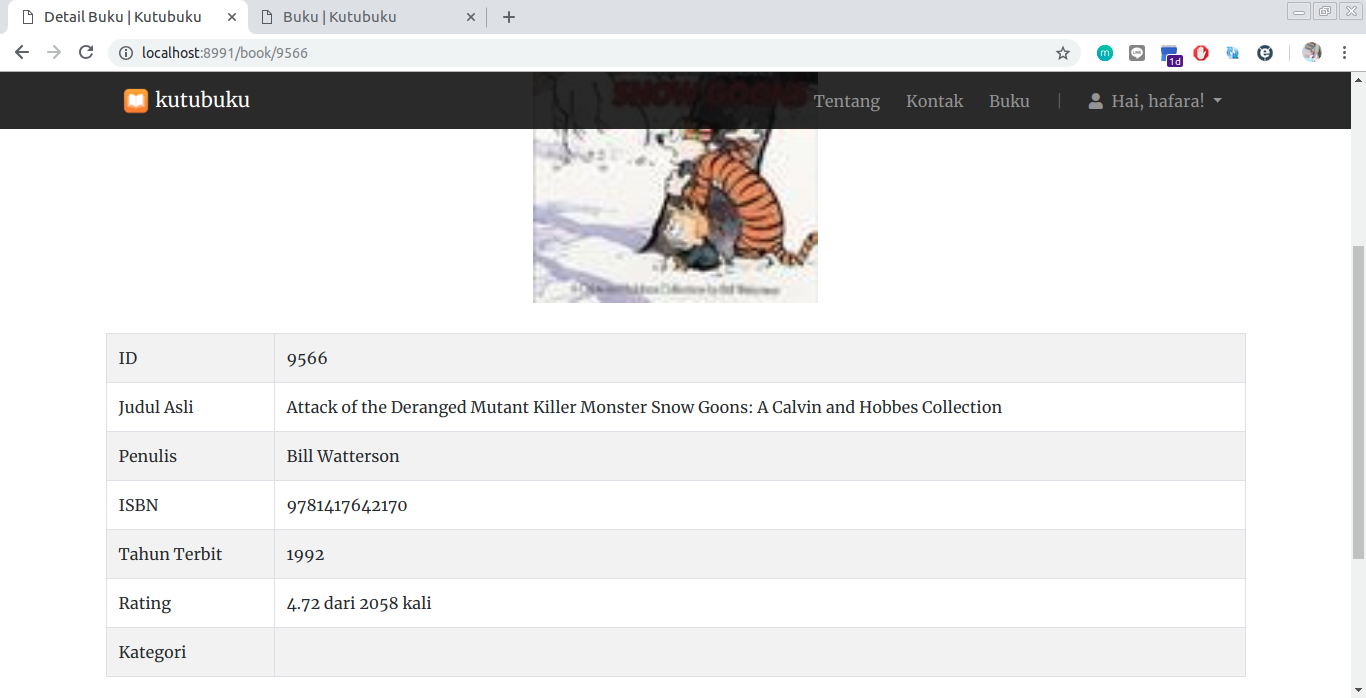 Detail Buku | Kutubuku
Buku | Kutubuku
localhost:8991/book/9566
1d
kutubuku
SNOW GOONS
Tentang
Kontak
Buku
|
Hai, hafara!
ID 9566
Judul Asli Attack of the Deranged Mutant Killer Monster Snow Goons: A Calvin and Hobbes Collection
Penulis Bill Watterson
ISBN 9781417642170
Tahun Terbit 1992
Rating 4.72 dari 2058 kali
Kategori